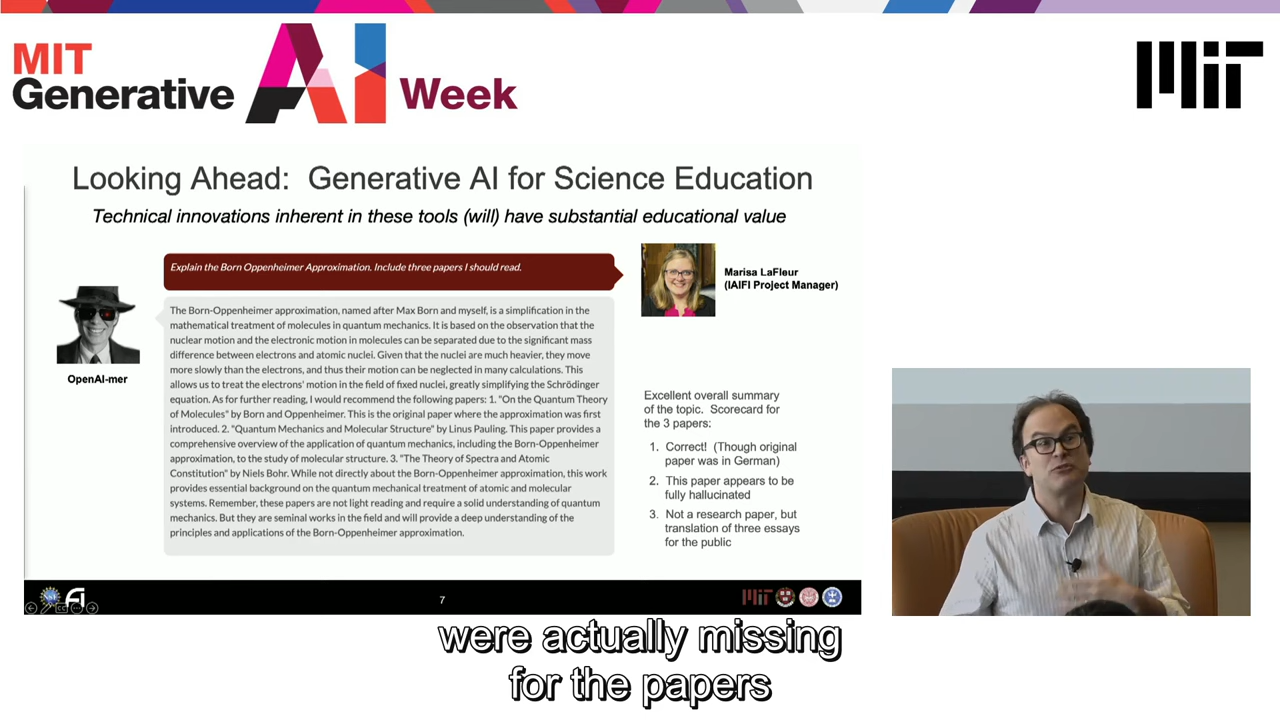 MIT
Generative
AI
Week
MIT
Looking Ahead: Generative AI for Science Education
Technical innovations inherent in these tools (will) have substantial educational value
Explain the Born Oppenheimer Approximation. Include three papers I should read.
Marisa LaFleur
(IAIFI Project Manager)
The Born-Oppenheimer approximation, named after Max Born and myself, is a simplification in the
mathematical treatment of molecules in quantum mechanics. It is based on the observation that the
nuclear motion and the electronic motion in molecules can be separated due to the significant mass
difference between electrons and atomic nuclei. Given that the nuclei are much heavier, they move
more slowly than the electrons, and thus their motion can be neglected in many calculations. This
allows us to treat the electrons' motion in the field of fixed nuclei, greatly simplifying the Schrödinger
equation. As for further reading, I would recommend the following papers: 1. "On the Quantum Theory
of Molecules" by Born and Oppenheimer. This is the original paper where the approximation was first
introduced. 2. "Quantum Mechanics and Molecular Structure" by Linus Pauling. This paper provides a
comprehensive overview of the application of quantum mechanics, including the Born-Oppenheimer
approximation, to the study of molecular structure. 3. "The Theory of Spectra and Atomic
Constitution" by Niels Bohr. While not directly about the Born-Oppenheimer approximation, this work
provides essential background on the quantum mechanical treatment of atomic and molecular
systems. Remember, these papers are not light reading and require a solid understanding of quantum
mechanics. But they are seminal works in the field and will provide a deep understanding of the
principles and applications of the Born-Oppenheimer approximation.
OpenAI-mer
Excellent overall summary
of the topic. Scorecard for
the 3 papers:
1. Correct! (Though original
paper was in German)
2. This paper appears to be
fully hallucinated
3. Not a research paper, but
translation of three essays
for the public
7
MIT
were actually missing
for the papers